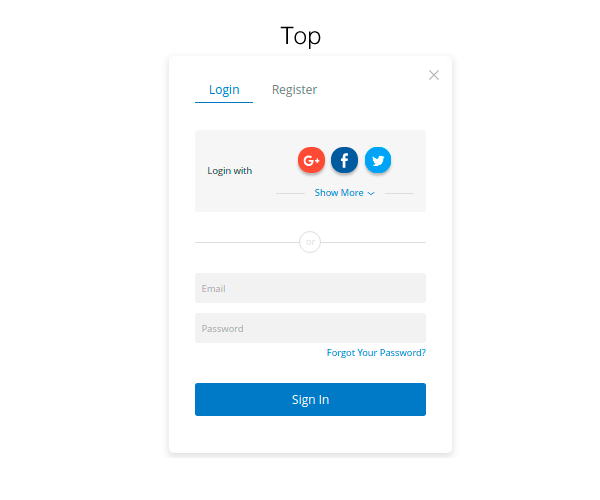 Top
Login Register
Login with
G+ f
Show More
or
Email
Password
Forgot Your Password?
Sign In